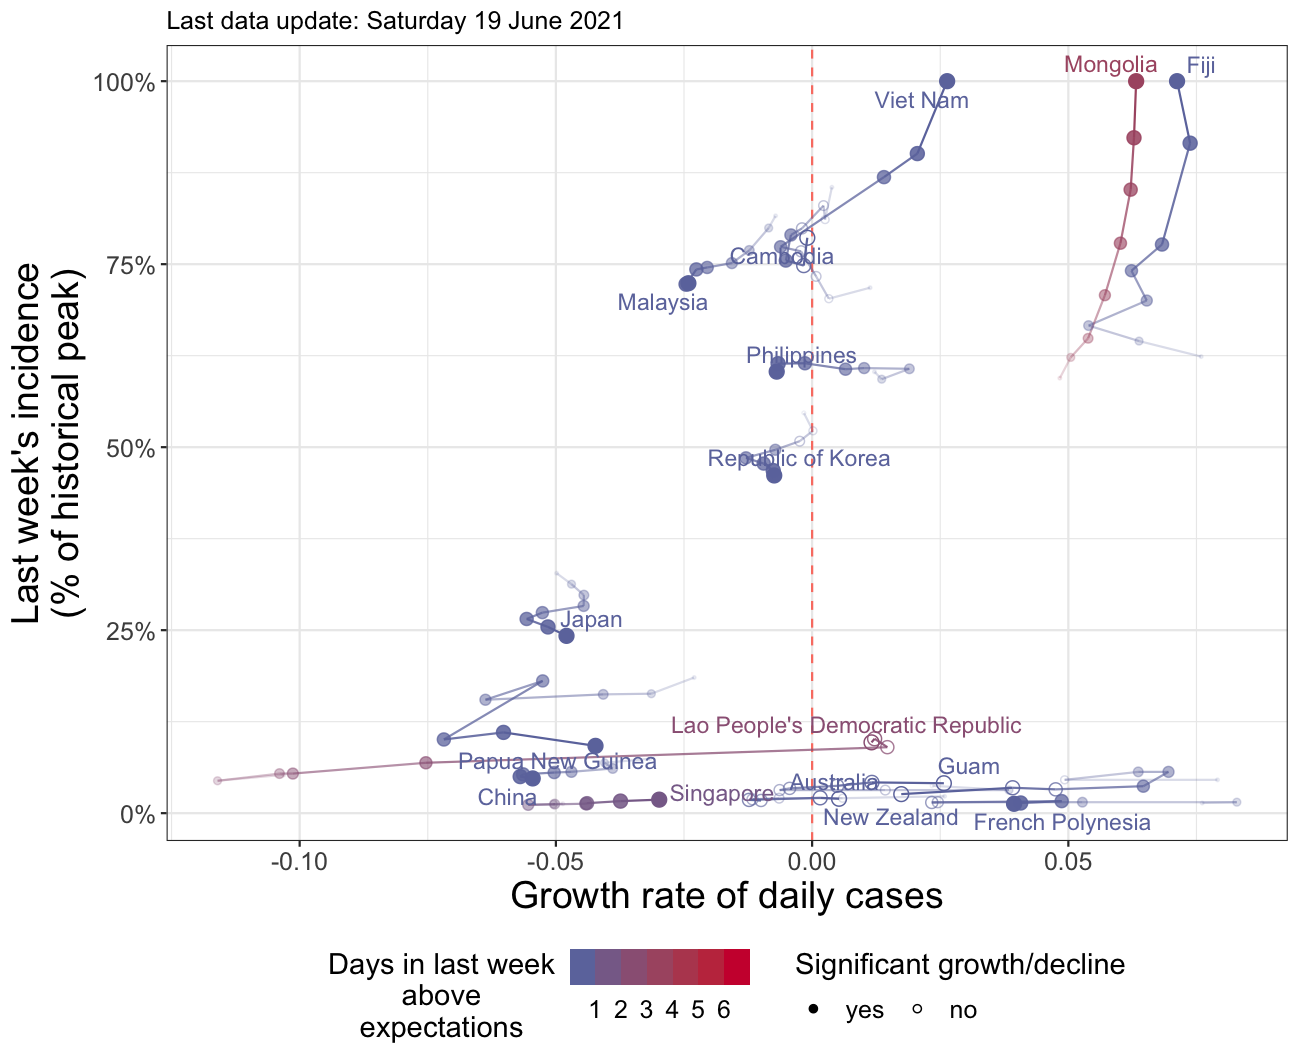 Last data update: Saturday 19 June 2021
Last week's incidence
(% of historical peak)
100%
75%
50%
25%
0%
Mongolia
Fiji
Viet Nam
Cambodia
Malaysia
Philippines
Republic of Korea
Japan
Lao People's Democratic Republic
Papua New Guinea
Guam
Australia
China
Singapore
New Zealand
French Polynesia
-0.10
-0.05
0.00
0.05
Growth rate of daily cases
Days in last week
above
expectations
1 2 3 4 5 6
Significant growth/decline
yes
no